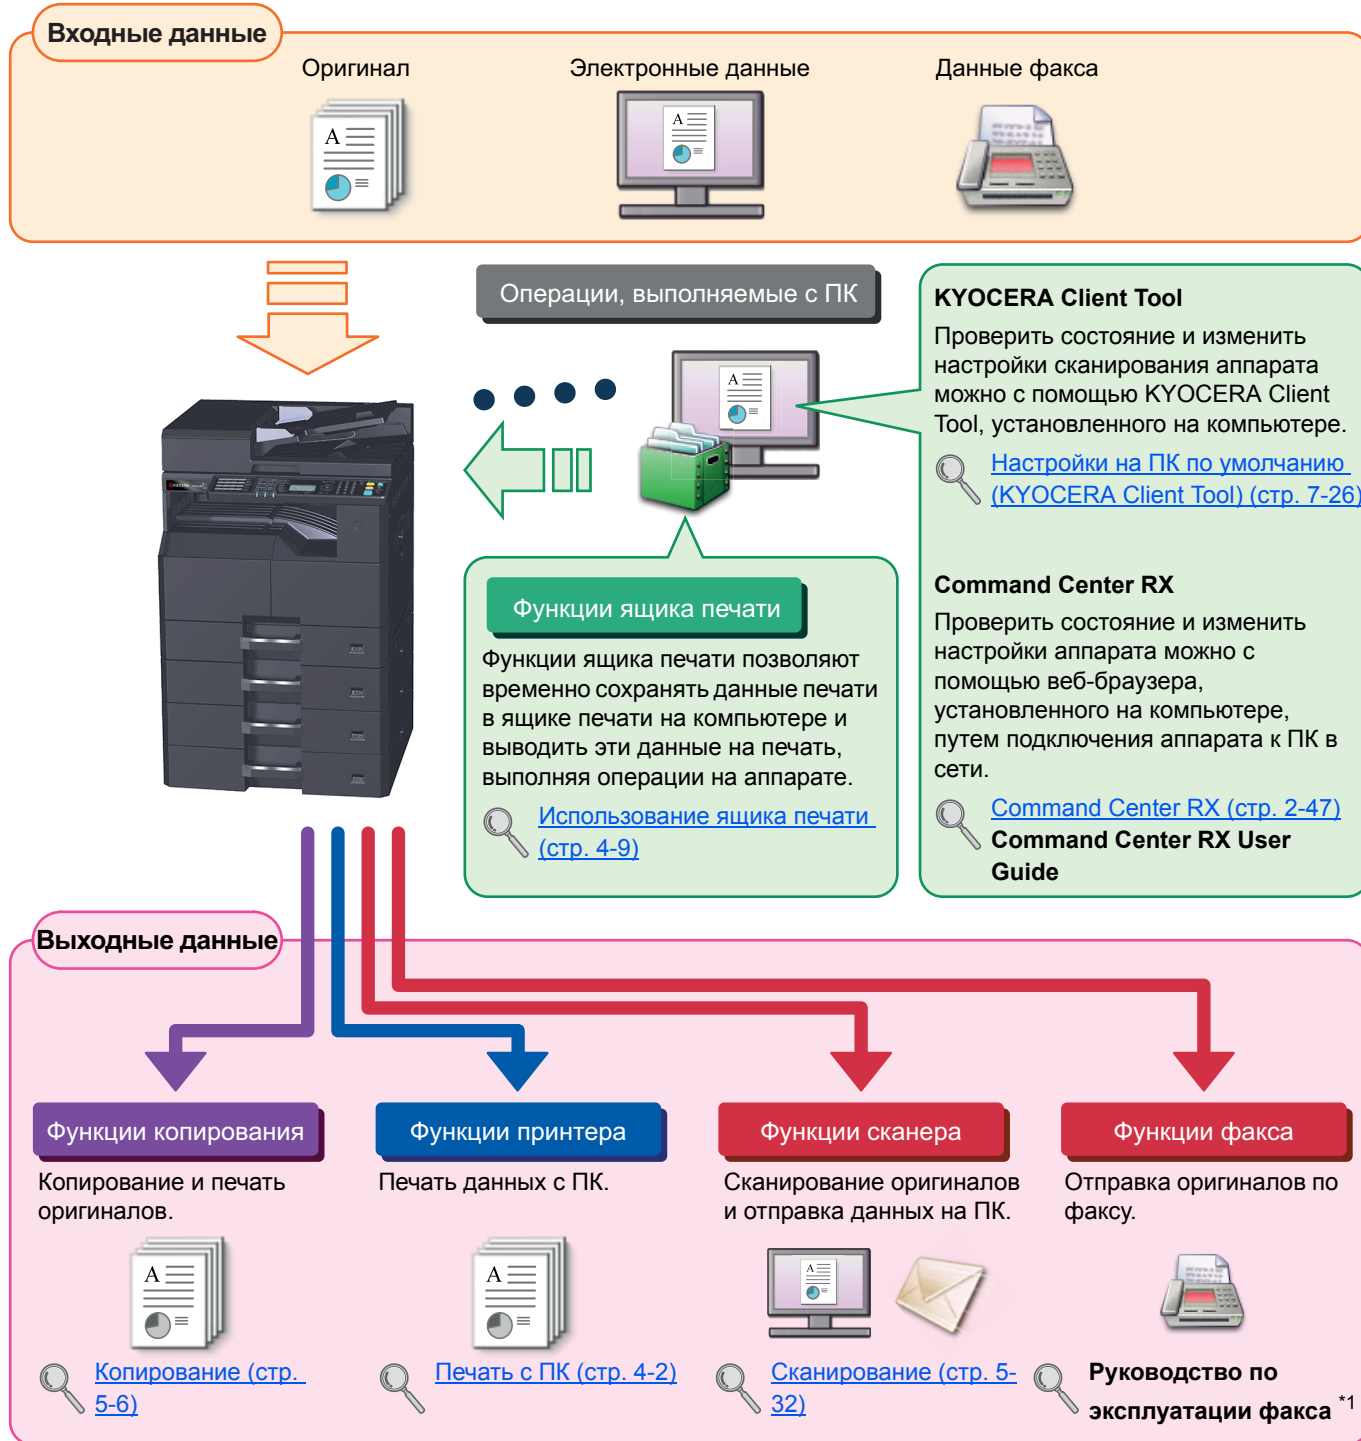 Входные данные
Оригинал
Электронные данные
Данные факса
Операции, выполняемые с ПК
KYOCERA Client Tool
Проверить состояние и изменить
настройки сканирования аппарата
можно с помощью KYOCERA Client
Tool, установленного на компьютере.
Настройки на ПК по умолчанию
(KYOCERA Client Tool) (стр. 7-26)
Command Center RX
Проверить состояние и изменить
настройки аппарата можно с
помощью веб-браузера,
установленного на компьютере,
путем подключения аппарата к ПК в
сети.
Command Center RX (стр. 2-47)
Command Center RX User
Guide
Функции ящика печати
Функции ящика печати позволяют
временно сохранять данные печати
в ящике печати на компьютере и
выводить эти данные на печать,
выполняя операции на аппарате.
Использование ящика печати
(стр. 4-9)
Выходные данные
Функции копирования
Копирование и печать
оригиналов.
Копирование (стр.
5-6)
Функции принтера
Печать данных с ПК.
Печать с ПК (стр. 4-2)
Функции сканера
Сканирование оригиналов
и отправка данных на ПК.
Сканирование (стр. 5-
32)
Функции факса
Отправка оригиналов по
факсу.
Руководство по
эксплуатации факса *1